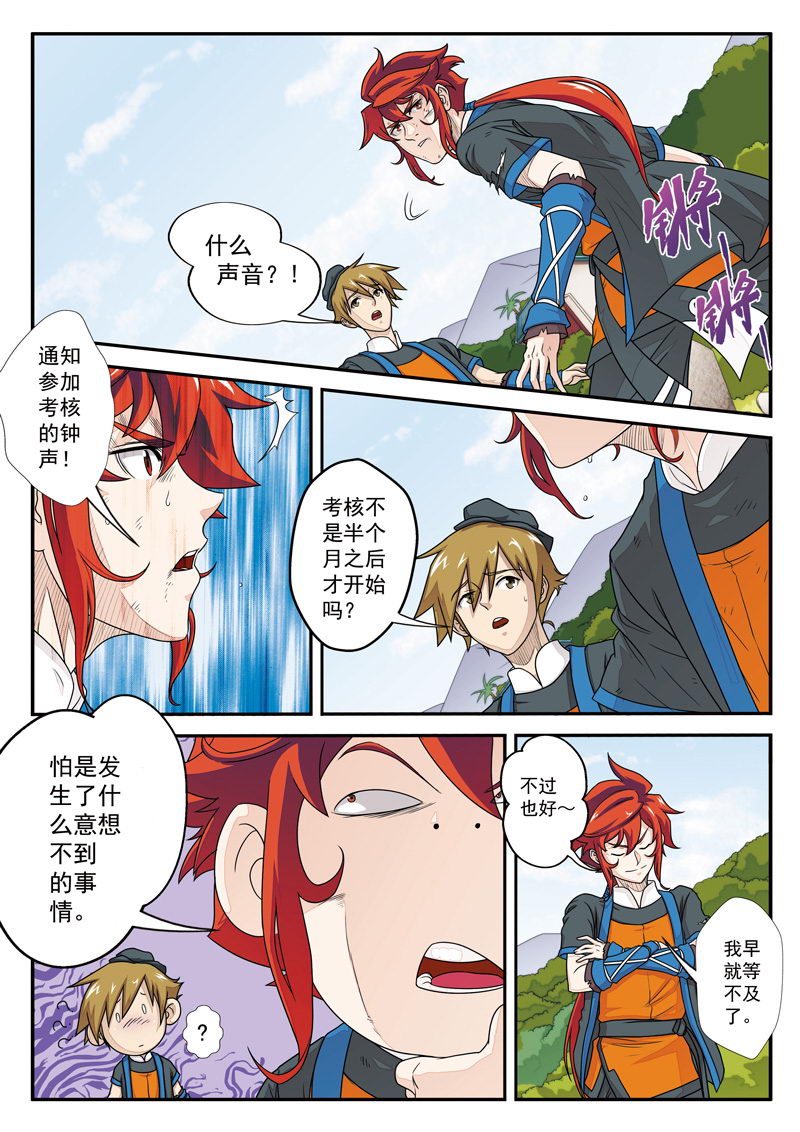 什么
声音？！
锵
锵
通知
参加
考核
的钟
声！
考核不
是半个
月之后
才开始
吗？
怕是发
生了什
么意想
不到
的事
情。
？
不过
也好～
我早
就等
不及
了。